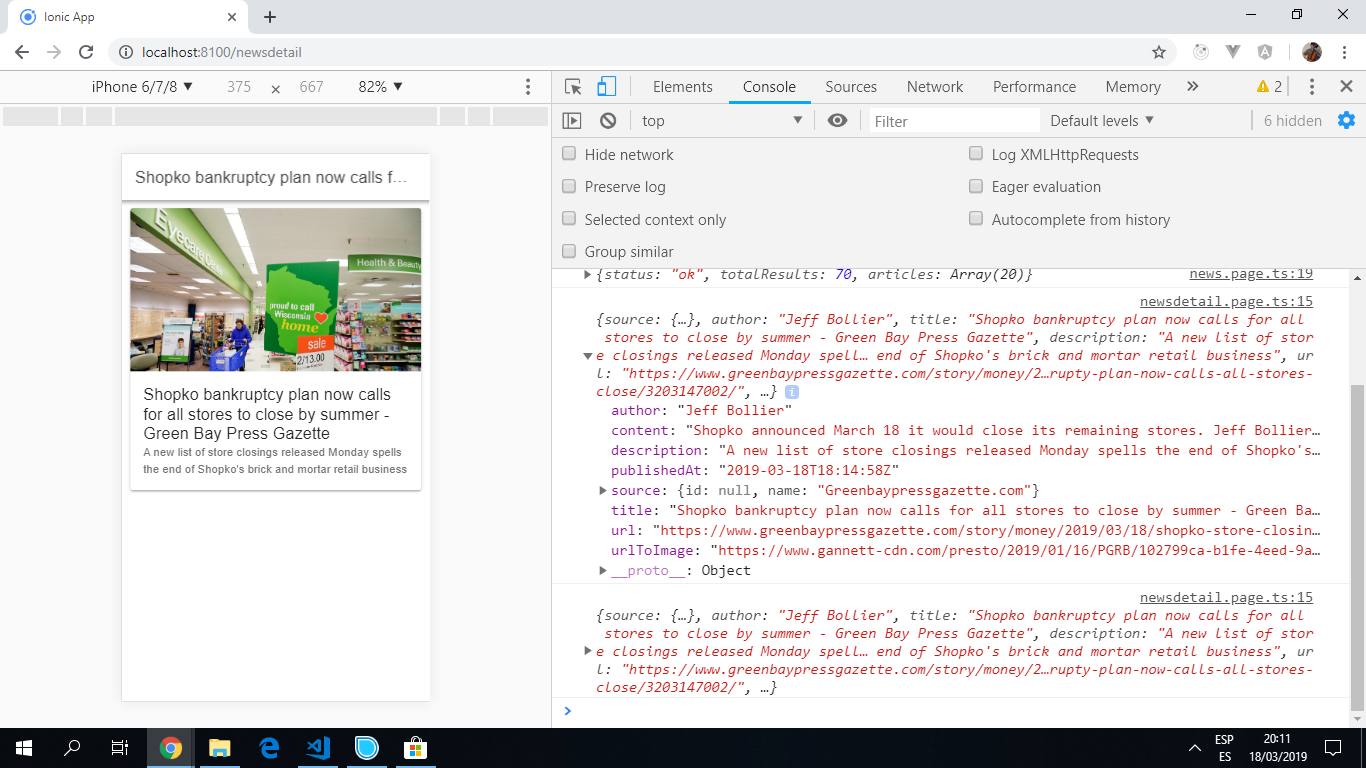 Ionic App
localhost:8100/newsdetail
iPhone 6/7/8 ▼ 375 × 667 82% ▼
Elements Console Sources Network Performance Memory » 2
top ▼ Filter Default levels ▼ 6 hidden
Hide network Log XMLHttpRequests
Preserve log Eager evaluation
Selected context only Autocomplete from history
Group similar
Shopko bankruptcy plan now calls f...
Eyecare
Health & Beauty
proud to call
Wisconsin
home
sale
2/13.00
Shopko bankruptcy plan now calls
for all stores to close by summer -
Green Bay Press Gazette
A new list of store closings released Monday spells
the end of Shopko's brick and mortar retail business
{status: "ok", totalResults: 70, articles: Array(20)} news.page.ts:19
newsdetail.page.ts:15
{source: {…}, author: "Jeff Bollier", title: "Shopko bankruptcy plan now calls for all
stores to close by summer - Green Bay Press Gazette", description: "A new list of stor
e closings released Monday spell… end of Shopko's brick and mortar retail business", ur
l: "https://www.greenbaypressgazette.com/story/money/2…rupty-plan-now-calls-all-stores-
close/3203147002/", …} i
author: "Jeff Bollier"
content: "Shopko announced March 18 it would close its remaining stores. Jeff Bollier…
description: "A new list of store closings released Monday spells the end of Shopko's…
publishedAt: "2019-03-18T18:14:58Z"
source: {id: null, name: "Greenbaypressgazette.com"}
title: "Shopko bankruptcy plan now calls for all stores to close by summer - Green Ba…
url: "https://www.greenbaypressgazette.com/story/money/2019/03/18/shopko-store-closin…
urlToImage: "https://www.gannett-cdn.com/presto/2019/01/16/PGRB/102799ca-b1fe-4eed-9a…
__proto__: Object
newsdetail.page.ts:15
{source: {…}, author: "Jeff Bollier", title: "Shopko bankruptcy plan now calls for all
stores to close by summer - Green Bay Press Gazette", description: "A new list of stor
e closings released Monday spell… end of Shopko's brick and mortar retail business", ur
l: "https://www.greenbaypressgazette.com/story/money/2…rupty-plan-now-calls-all-stores-
close/3203147002/", …}
ESP 20:11
ES 18/03/2019